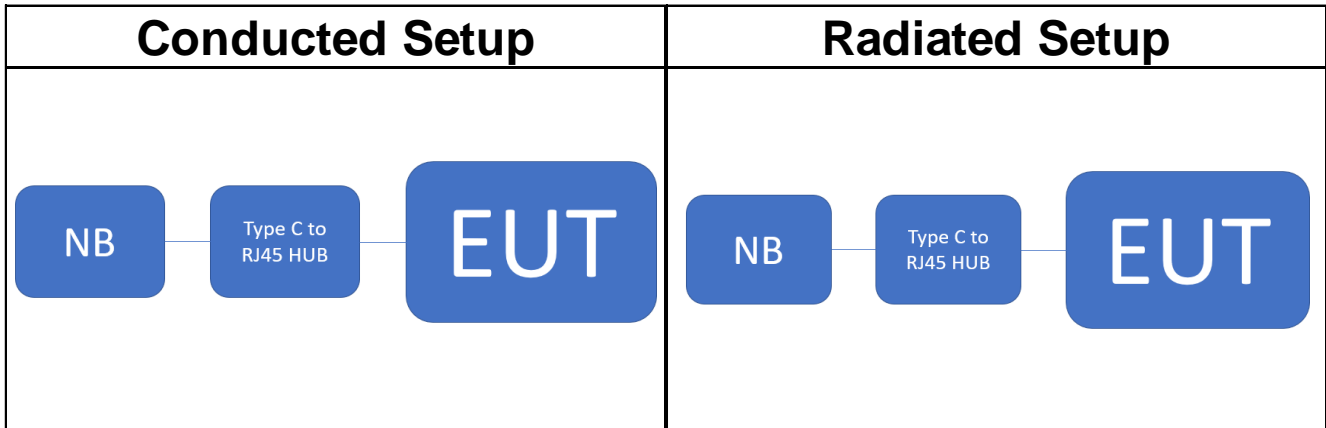 Conducted Setup
Radiated Setup
NB
Type C to
RJ45 HUB
EUT
NB
Type C to
RJ45 HUB
EUT